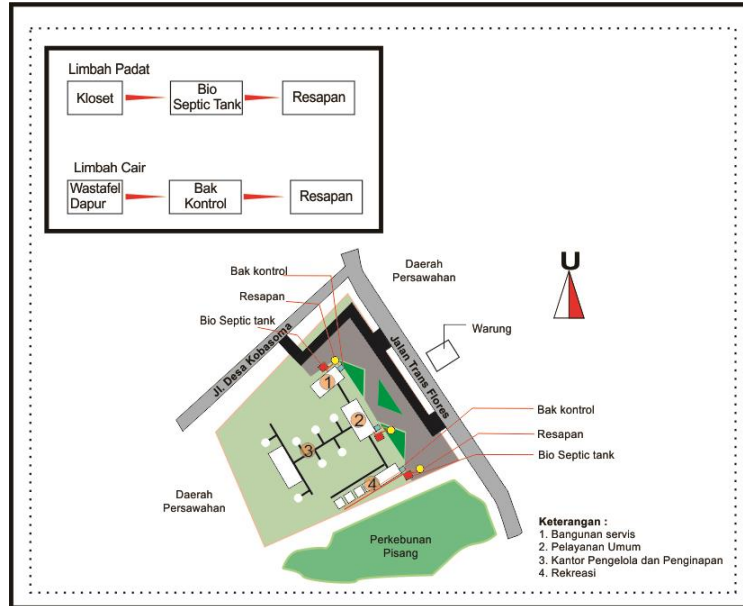 Limbah Padat
Kloset
Bio
Septic Tank
Resapan
Limbah Cair
Wastafel
Dapur
Bak
Kontrol
Resapan
U
Daerah
Persawahan
Bak kontrol
Resapan
Bio Septic tank
Jl. Desa Kobasoma
Jalan Trans Flores
Warung
1
2
3
4
Bak kontrol
Resapan
Bio Septic tank
Daerah
Persawahan
Perkebunan
Pisang
Keterangan :
1. Bangunan servis
2. Pelayanan Umum
3. Kantor Pengelola dan Penginapan
4. Rekreasi